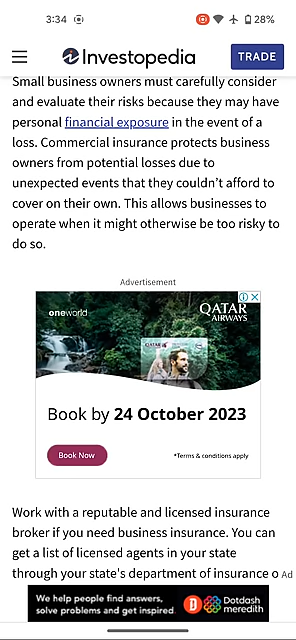 3:34
28%
Investopedia
TRADE
Small business owners must carefully consider
and evaluate their risks because they may have
personal financial exposure in the event of a
loss. Commercial insurance protects business
owners from potential losses due to
unexpected events that they couldn't afford to
cover on their own. This allows businesses to
operate when it might otherwise be too risky to
do so.
Advertisement
oneworld
QATAR
AIRWAYS
Book by 24 October 2023
Book Now
*Terms & conditions apply
Work with a reputable and licensed insurance
broker if you need business insurance. You can
get a list of licensed agents in your state
through your state's department of insurance o
Ad
We help people find answers,
solve problems and get inspired.
Dotdash
meredith